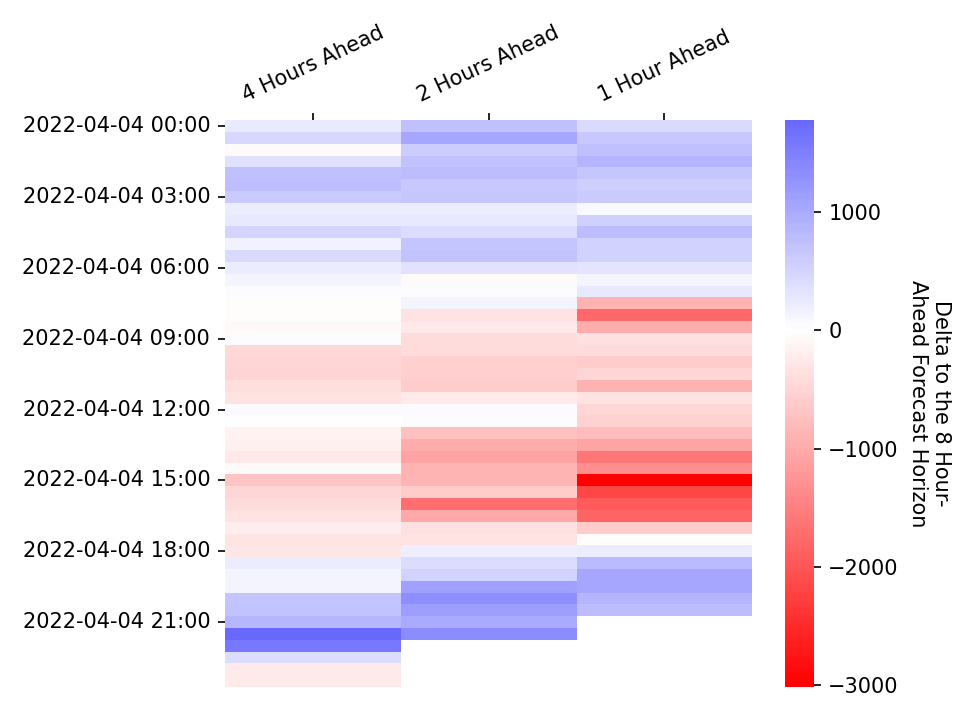 4 Hours Ahead
2 Hours Ahead
1 Hour Ahead
2022-04-04 00:00
2022-04-04 03:00
2022-04-04 06:00
2022-04-04 09:00
2022-04-04 12:00
2022-04-04 15:00
2022-04-04 18:00
2022-04-04 21:00
1000
0
−1000
−2000
−3000
Delta to the 8 Hour-
Ahead Forecast Horizon